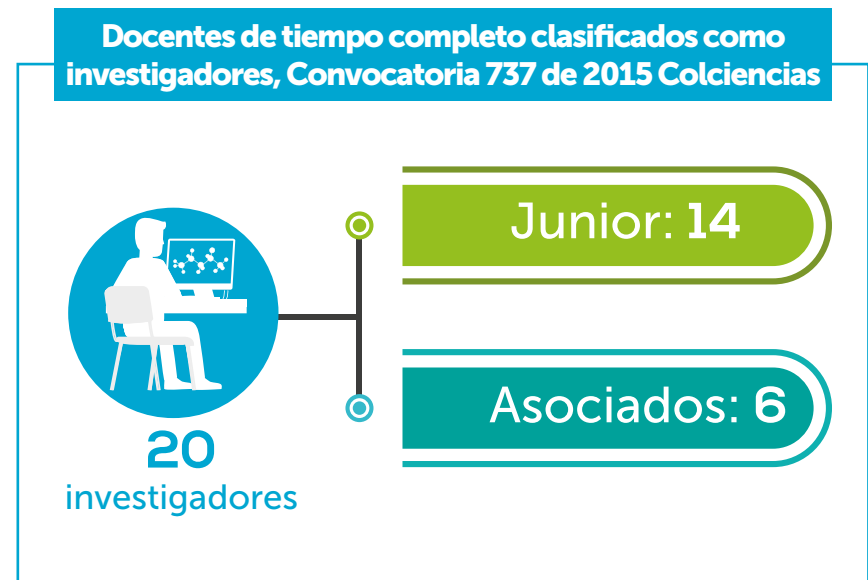 Docentes de tiempo completo clasificados como
investigadores, Convocatoria 737 de 2015 Colciencias
Junior: 14
Asociados: 6
20
investigadores